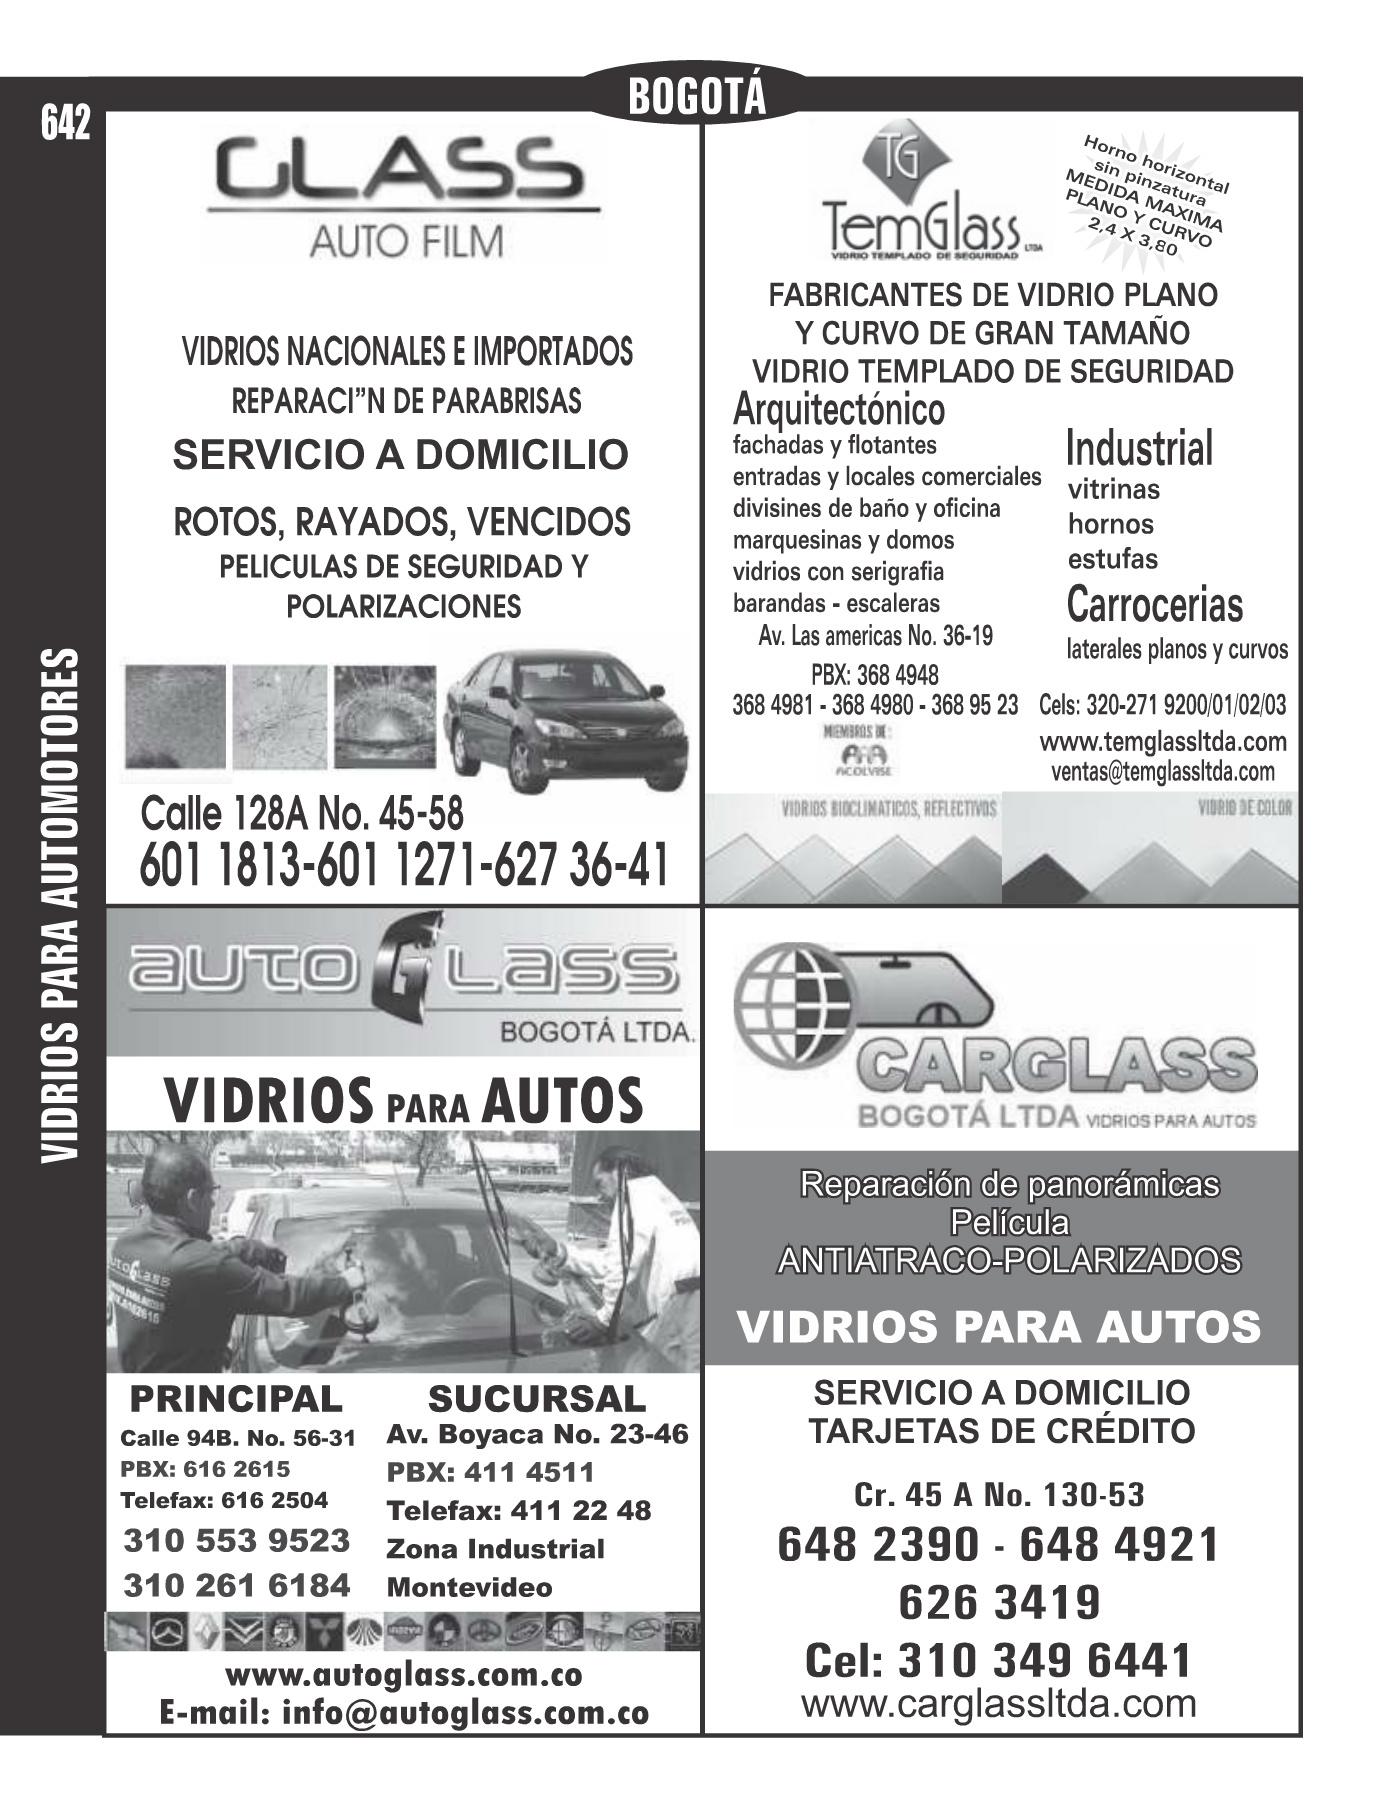 BOGOTÁ
642
VIDRIOS PARA AUTOMOTORES
GLASS
AUTO FILM
VIDRIOS NACIONALES E IMPORTADOS
REPARACI”N DE PARABRISAS
SERVICIO A DOMICILIO
ROTOS, RAYADOS, VENCIDOS
PELICULAS DE SEGURIDAD Y
POLARIZACIONES
Calle 128A No. 45-58
601 1813-601 1271-627 36-41
TG
TemGlass LTDA
VIDRIO TEMPLADO DE SEGURIDAD
Horno horizontal
sin pinzatura
MEDIDA MAXIMA
PLANO Y CURVO
2,4 X 3,80
FABRICANTES DE VIDRIO PLANO
Y CURVO DE GRAN TAMAÑO
VIDRIO TEMPLADO DE SEGURIDAD
Arquitectónico
fachadas y flotantes
entradas y locales comerciales
divisines de baño y oficina
marquesinas y domos
vidrios con serigrafia
barandas - escaleras
Industrial
vitrinas
hornos
estufas
Carrocerias
laterales planos y curvos
Av. Las americas No. 36-19
PBX: 368 4948
368 4981 - 368 4980 - 368 95 23
Cels: 320-271 9200/01/02/03
www.temglassltda.com
ventas@temglassltda.com
MIEMBROS DE:
ACOLVISE
VIDRIOS BIOCLIMATICOS, REFLECTIVOS
VIDRIO DE COLOR
AUTO GLASS
BOGOTÁ LTDA.
VIDRIOS PARA AUTOS
AUTOGLASS
PRINCIPAL
Calle 94B. No. 56-31
PBX: 616 2615
Telefax: 616 2504
310 553 9523
310 261 6184
SUCURSAL
Av. Boyaca No. 23-46
PBX: 411 4511
Telefax: 411 22 48
Zona Industrial
Montevideo
www.autoglass.com.co
E-mail: info@autoglass.com.co
CARGLASS
BOGOTÁ LTDA VIDRIOS PARA AUTOS
Reparación de panorámicas
Película
ANTIATRACO-POLARIZADOS
VIDRIOS PARA AUTOS
SERVICIO A DOMICILIO
TARJETAS DE CRÉDITO
Cr. 45 A No. 130-53
648 2390 - 648 4921
626 3419
Cel: 310 349 6441
www.carglassltda.com